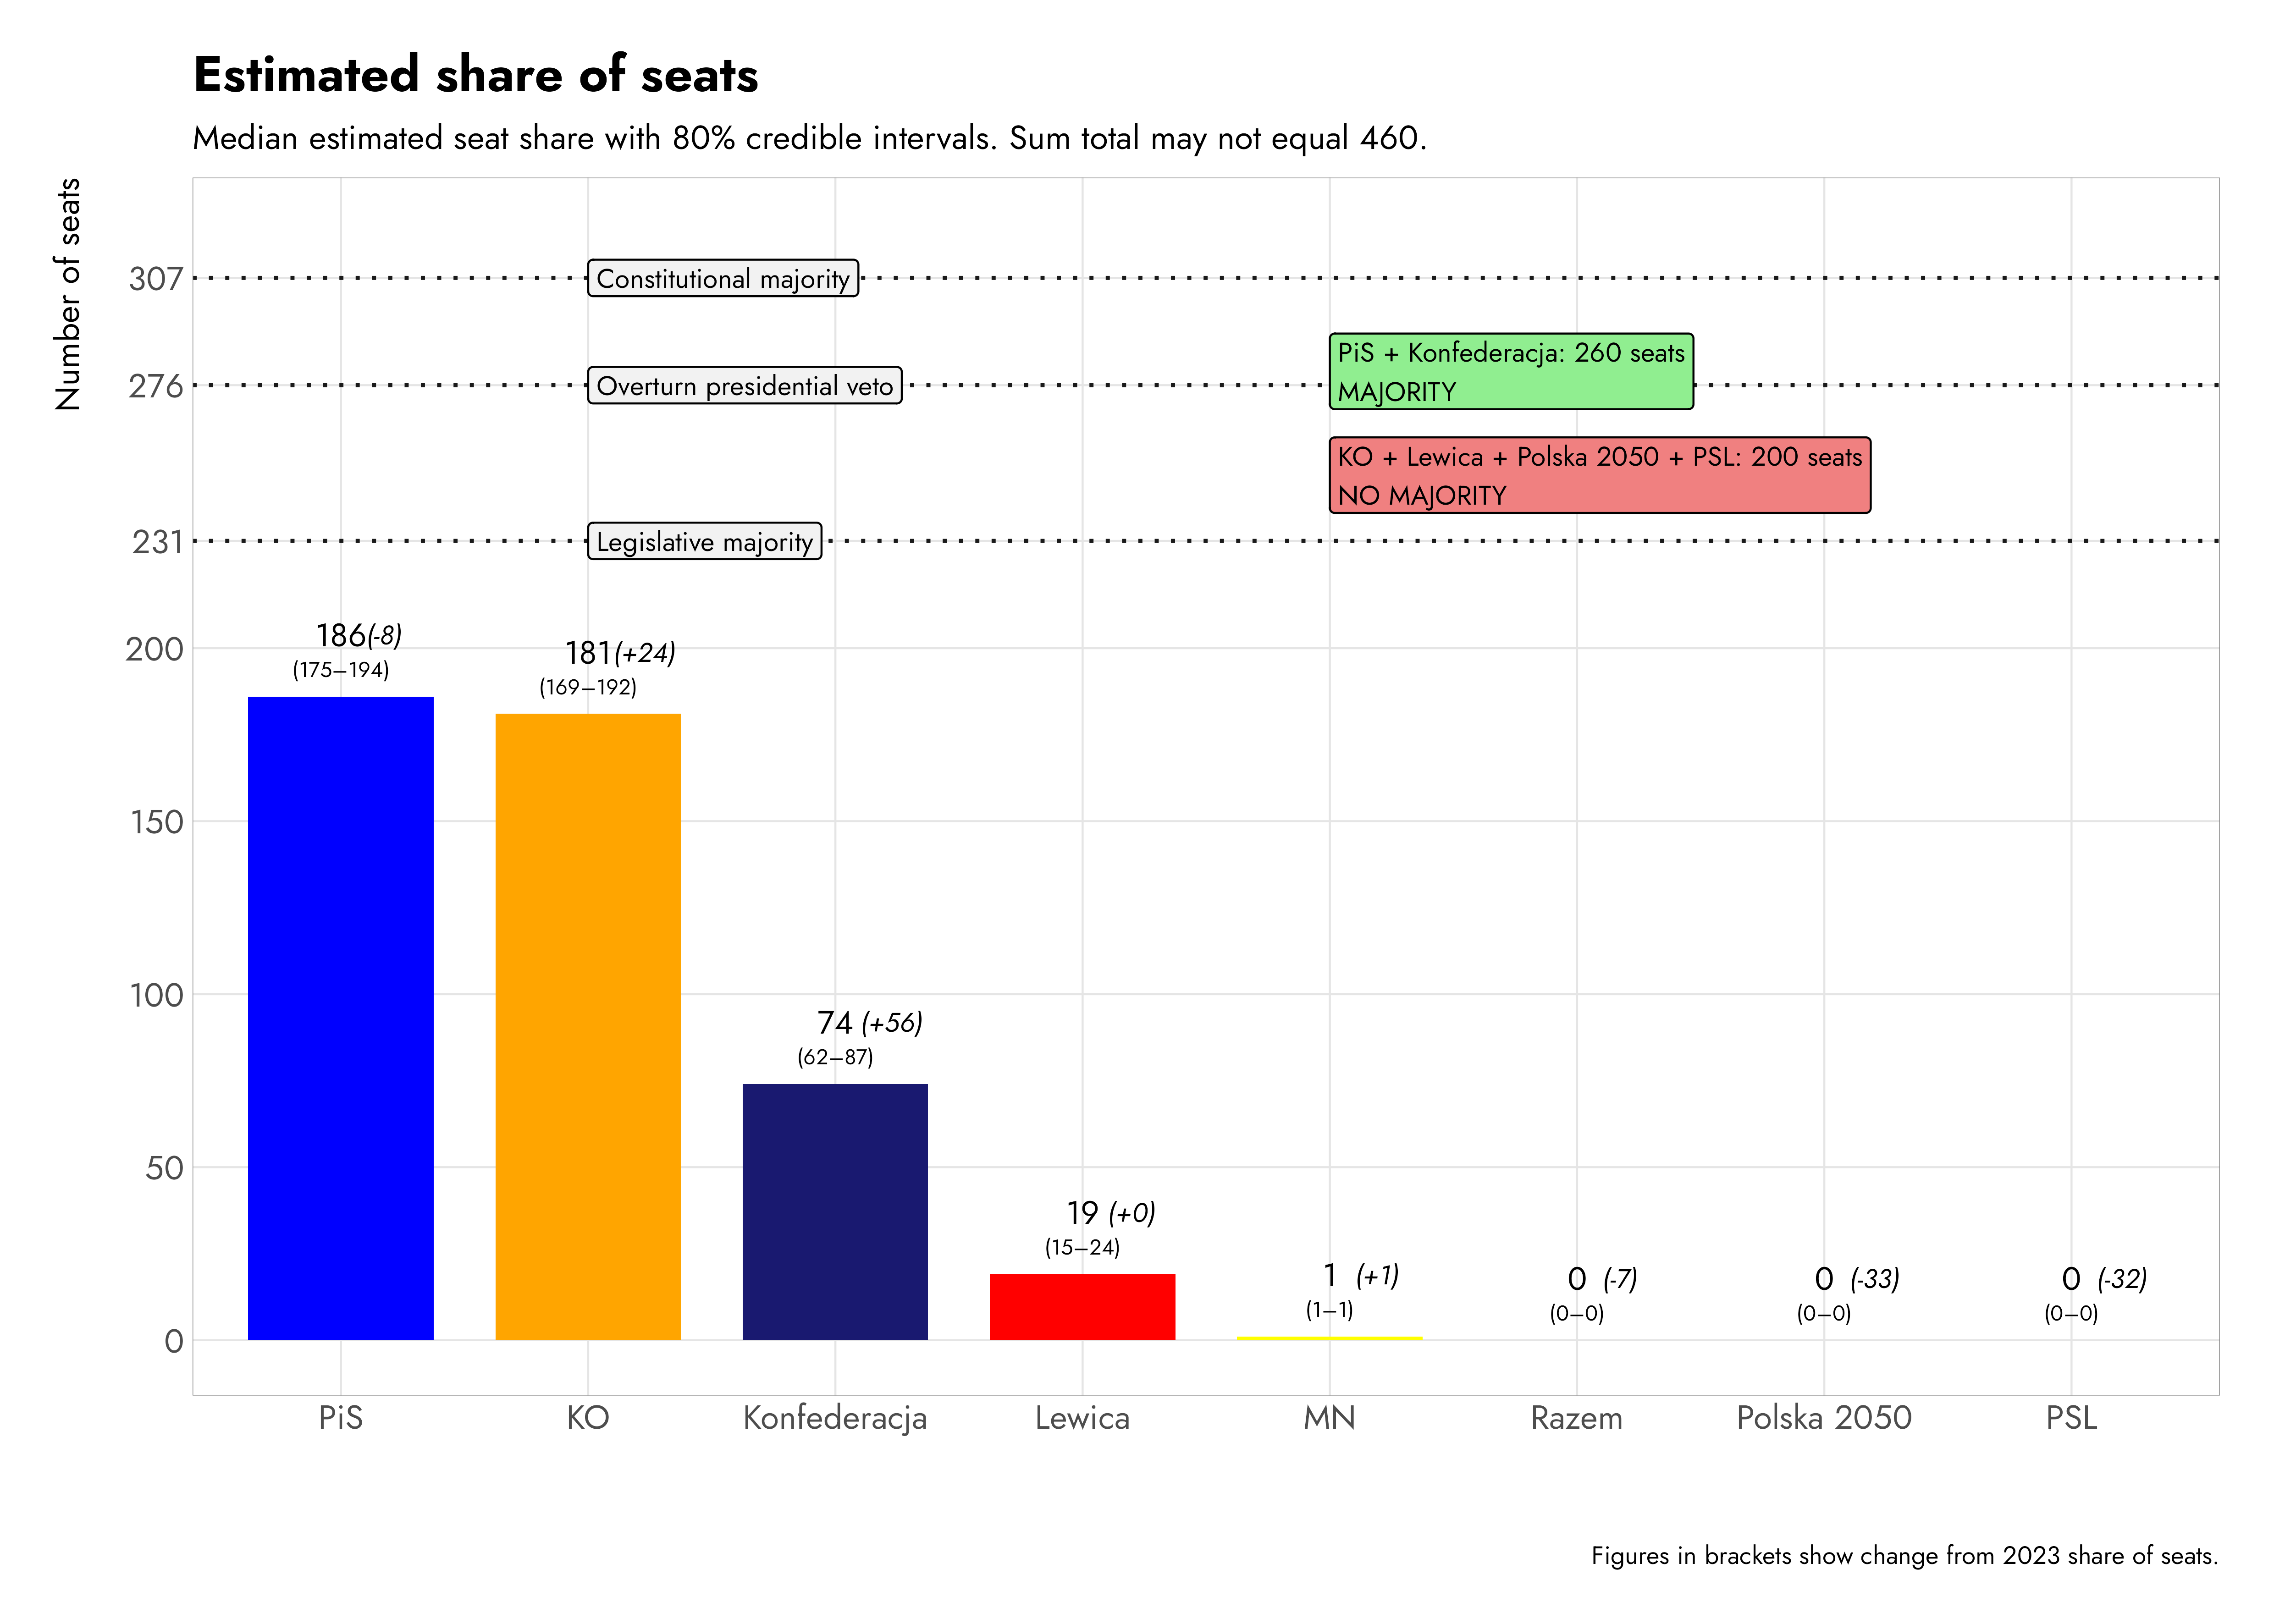 Estimated share of seats
Median estimated seat share with 80% credible intervals. Sum total may not equal 460.
Number of seats
307
Constitutional majority
PiS + Konfederacja: 260 seats
MAJORITY
276
Overturn presidential veto
KO + Lewica + Polska 2050 + PSL: 200 seats
NO MAJORITY
231
Legislative majority
200
150
100
50
0
186(-8)
(175–194)
181(+24)
(169–192)
74 (+56)
(62–87)
19 (+0)
(15–24)
1 (+1)
(1–1)
0 (-7)
(0–0)
0 (-33)
(0–0)
0 (-32)
(0–0)
PiS
KO
Konfederacja
Lewica
MN
Razem
Polska 2050
PSL
Figures in brackets show change from 2023 share of seats.